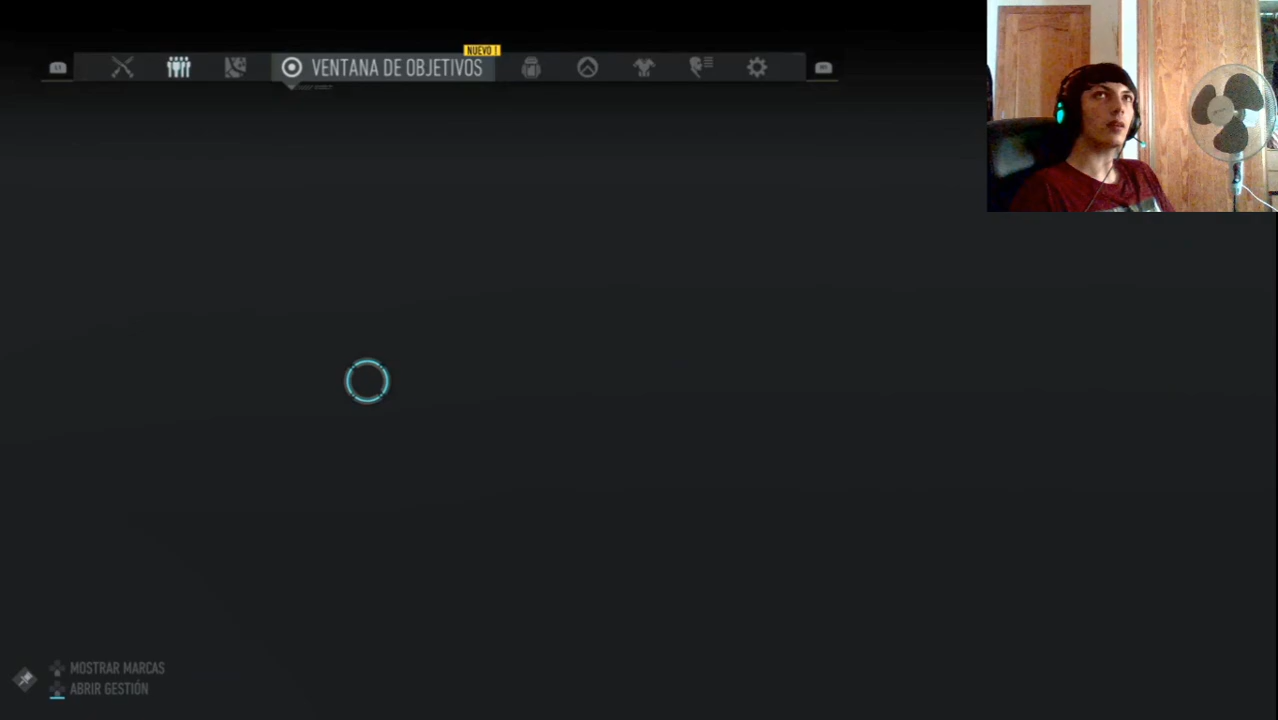 NUEVO !
VENTANA DE OBJETIVOS
MOSTRAR MARCAS
ABRIR GESTIÓN